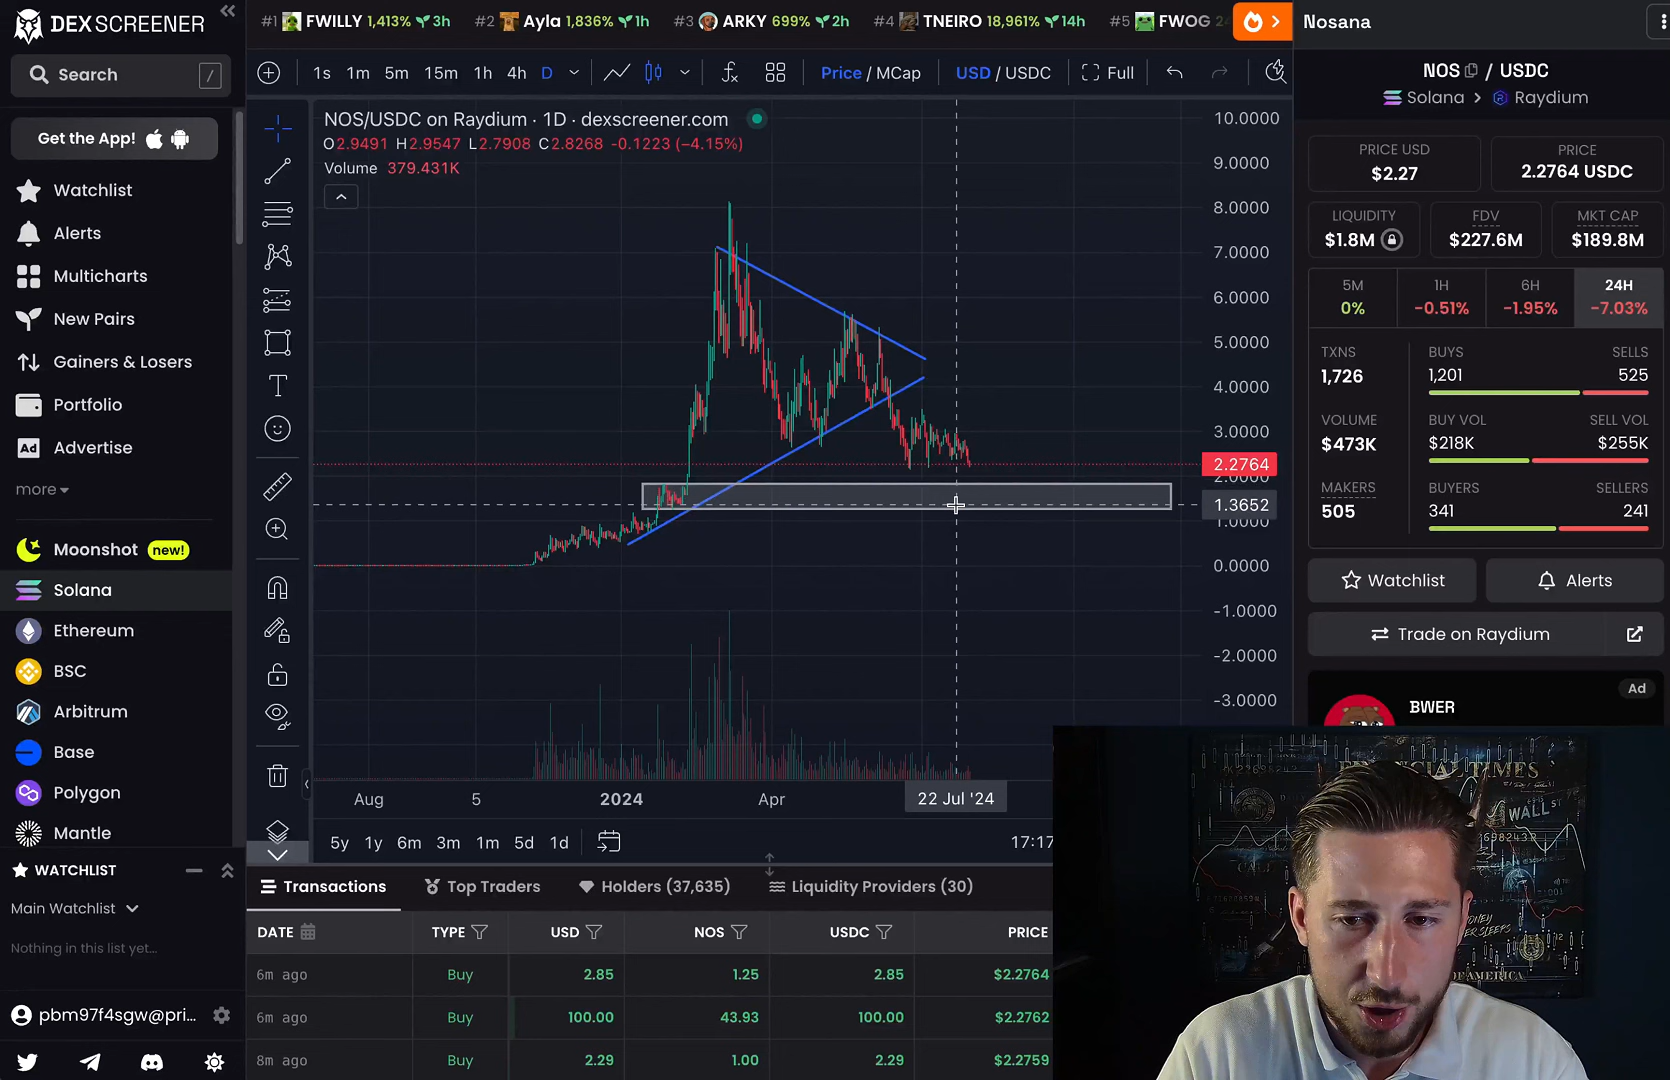 DEX SCREENER
Search
/
Get the App!
Watchlist
Alerts
Multicharts
New Pairs
Gainers & Losers
Portfolio
Ad Advertise
more
Moonshot new!
Solana
Ethereum
BSC
Arbitrum
Base
Polygon
Mantle
WATCHLIST
Main Watchlist
Nothing in this list yet...
pbm97f4sgw@pri...
#1 FWILLY 1,413% 3h #2 Ayla 1,836% 1h #3 ARKY 699% 2h #4 TNEIRO 18,961% 14h #5 FWOG
1s 1m 5m 15m 1h 4h D Price / MCap USD / USDC Full
NOS/USDC on Raydium · 1D · dexscreener.com
O2.9491 H2.9547 L2.7908 C2.8268 -0.1223 (−4.15%)
Volume 379.431K
10.0000
9.0000
8.0000
7.0000
6.0000
5.0000
4.0000
3.0000
2.2764
2.0000
1.3652
1.0000
0.0000
-1.0000
-2.0000
-3.0000
Aug 5 2024 Apr 22 Jul '24
5y 1y 6m 3m 1m 5d 1d 17:17
Transactions Top Traders Holders (37,635) Liquidity Providers (30)
DATE TYPE USD NOS USDC PRICE
6m ago Buy 2.85 1.25 2.85 $2.2764
6m ago Buy 100.00 43.93 100.00 $2.2762
8m ago Buy 2.29 1.00 2.29 $2.2759
Nosana
NOS / USDC
Solana > Raydium
PRICE USD
$2.27
PRICE
2.2764 USDC
LIQUIDITY
$1.8M
FDV
$227.6M
MKT CAP
$189.8M
5M 1H 6H 24H
0% -0.51% -1.95% -7.03%
TXNS
1,726
BUYS SELLS
1,201 525
VOLUME
$473K
BUY VOL SELL VOL
$218K $255K
MAKERS
505
BUYERS SELLERS
341 241
Watchlist
Alerts
Trade on Raydium
Ad
BWER
FINANCIAL TIMES
WALL ST